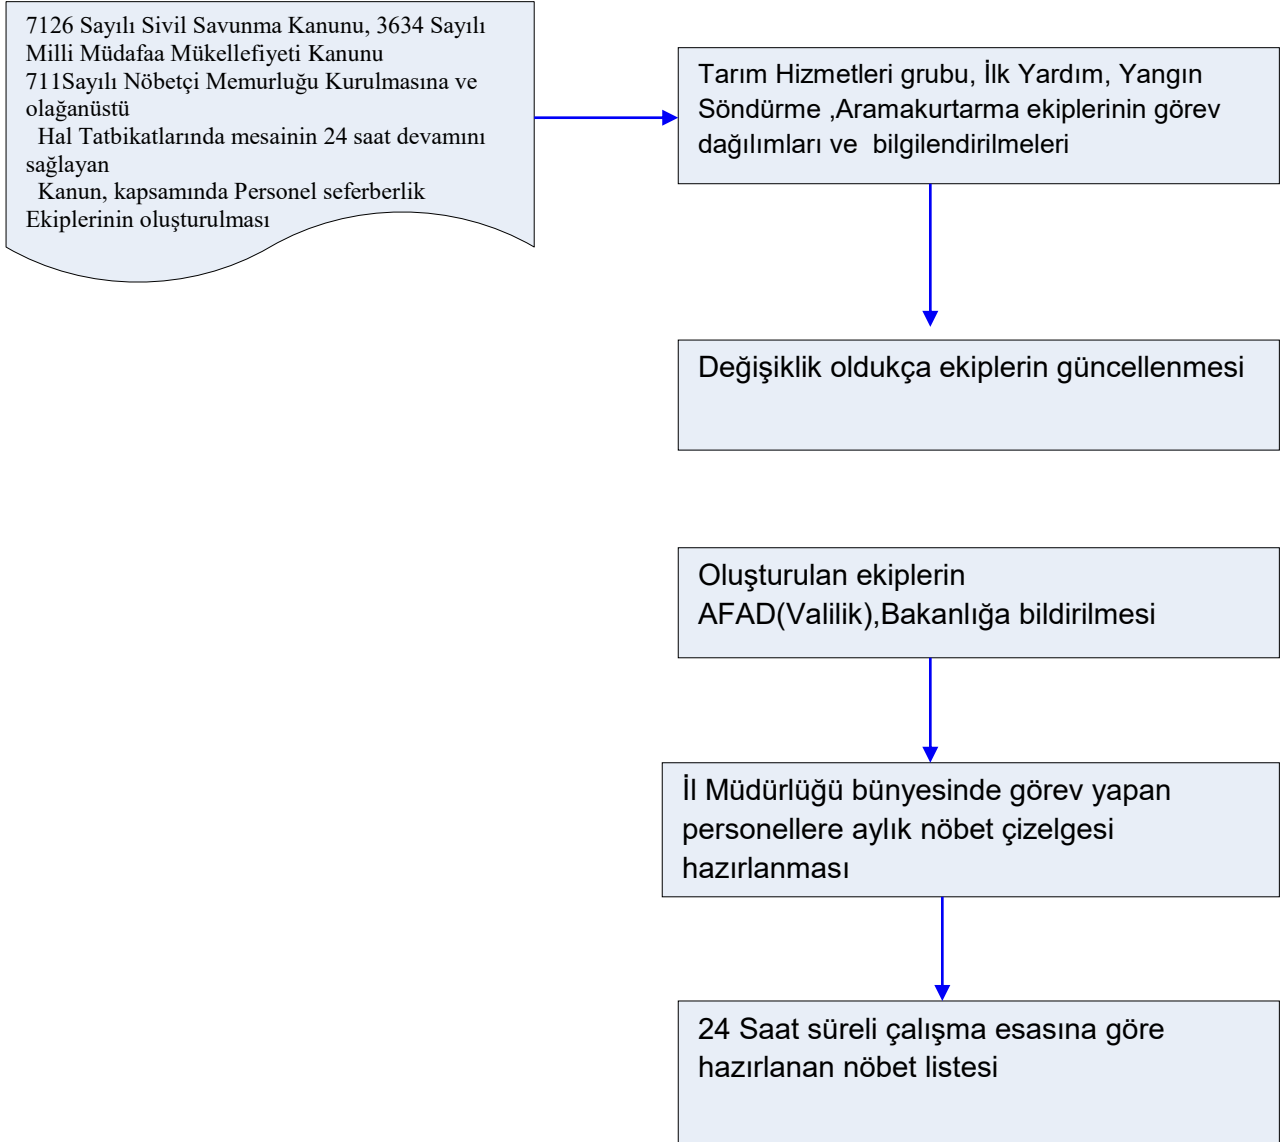 7126 Sayılı Sivil Savunma Kanunu, 3634 Sayılı
Milli Müdafaa Mükellefiyeti Kanunu
711Sayılı Nöbetçi Memurluğu Kurulmasına ve
olağanüstü
Hal Tatbikatlarında mesainin 24 saat devamını
sağlayan
Kanun, kapsamında Personel seferberlik
Ekiplerinin oluşturulması
Tarım Hizmetleri grubu, İlk Yardım, Yangın
Söndürme ,Aramakurtarma ekiplerinin görev
dağılımları ve  bilgilendirilmeleri
Değişiklik oldukça ekiplerin güncellenmesi
Oluşturulan ekiplerin
AFAD(Valilik),Bakanlığa bildirilmesi
İl Müdürlüğü bünyesinde görev yapan
personellere aylık nöbet çizelgesi
hazırlanması
24 Saat süreli çalışma esasına göre
hazırlanan nöbet listesi